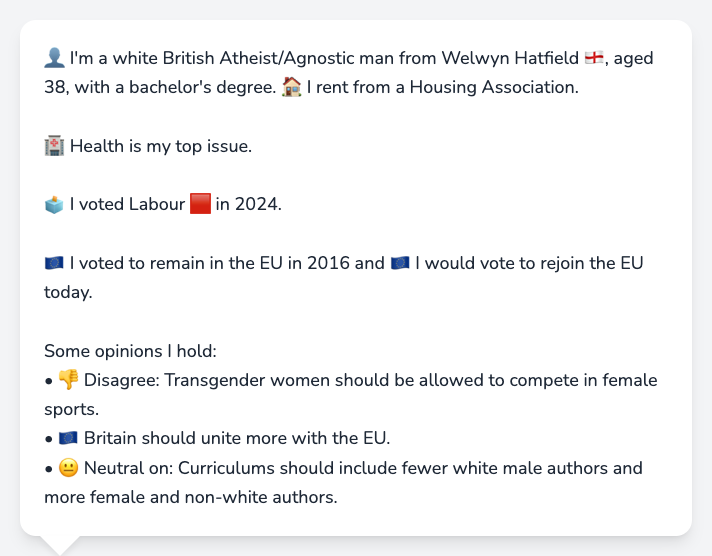 👤 I'm a white British Atheist/Agnostic man from Welwyn Hatfield 🏴󠁧󠁢󠁥󠁮󠁧󠁿, aged
38, with a bachelor's degree. 🏠 I rent from a Housing Association.
🏥 Health is my top issue.
🗳️ I voted Labour 🟥 in 2024.
🇪🇺 I voted to remain in the EU in 2016 and 🇪🇺 I would vote to rejoin the EU
today.
Some opinions I hold:
• 👎 Disagree: Transgender women should be allowed to compete in female
sports.
• 🇪🇺 Britain should unite more with the EU.
• 😐 Neutral on: Curriculums should include fewer white male authors and
more female and non-white authors.